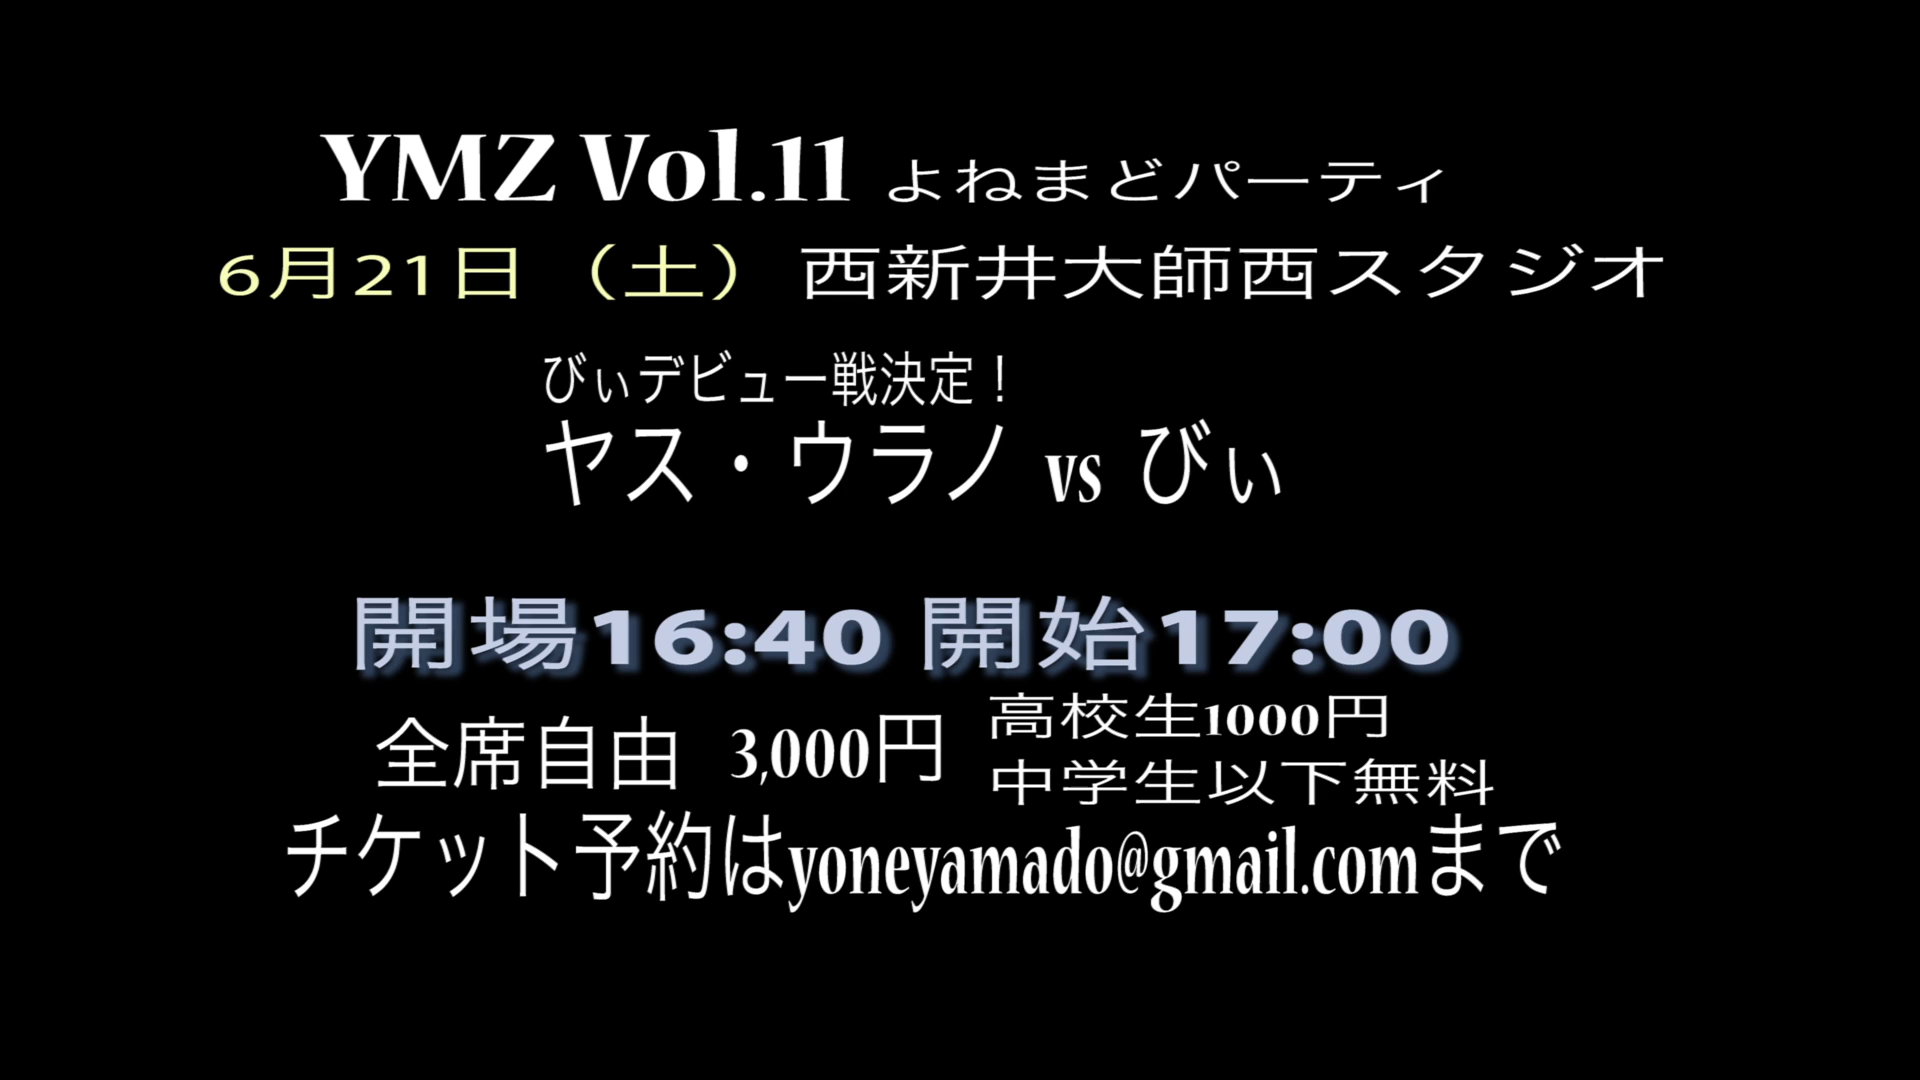 YMZ Vol.11 よねまどパーティ
6月21日（土） 西新井大師西スタジオ
びぃデビュー戦決定！
ヤス・ウラノ vs びぃ
開場16:40 開始17:00
全席自由 3,000円
高校生1000円
中学生以下無料
チケット予約はyoneyamado@gmail.comまで